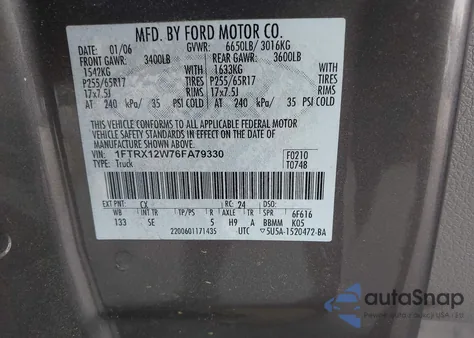 MFD. BY FORD MOTOR CO.
01/06 GVWR: 6650LB/ 3016KG
FRONT GAWR: 3400LB REAR GAWR: 3600LB
1542KG WITH 1633KG WITH
P255/65R17 TIRES P255/65R17 TIRES
17x7.5J RIMS 17x7.5J RIMS
AT 240 kPa/ 35 PSI COLD AT 240 kPa/ 35 PSI COLD
THIS VEHICLE CONFORMS TO ALL APPLICABLE FEDERAL MOTOR
VEHICLE SAFETY STANDARDS IN EFFECT ON THE DATE OF
MANUFACTURE SHOWN ABOVE.
VIN: 1FTRX12W76FA79330 F0210
TYPE: Truck T0748
EXT PNT: CX RC: 24
WB INT TR TP/PS R AXLE TR SPR 6F616
133 SE 5 H9 A BBMM K05
2200601171435 UTC 5U5A-1520472-BA
autoSnap